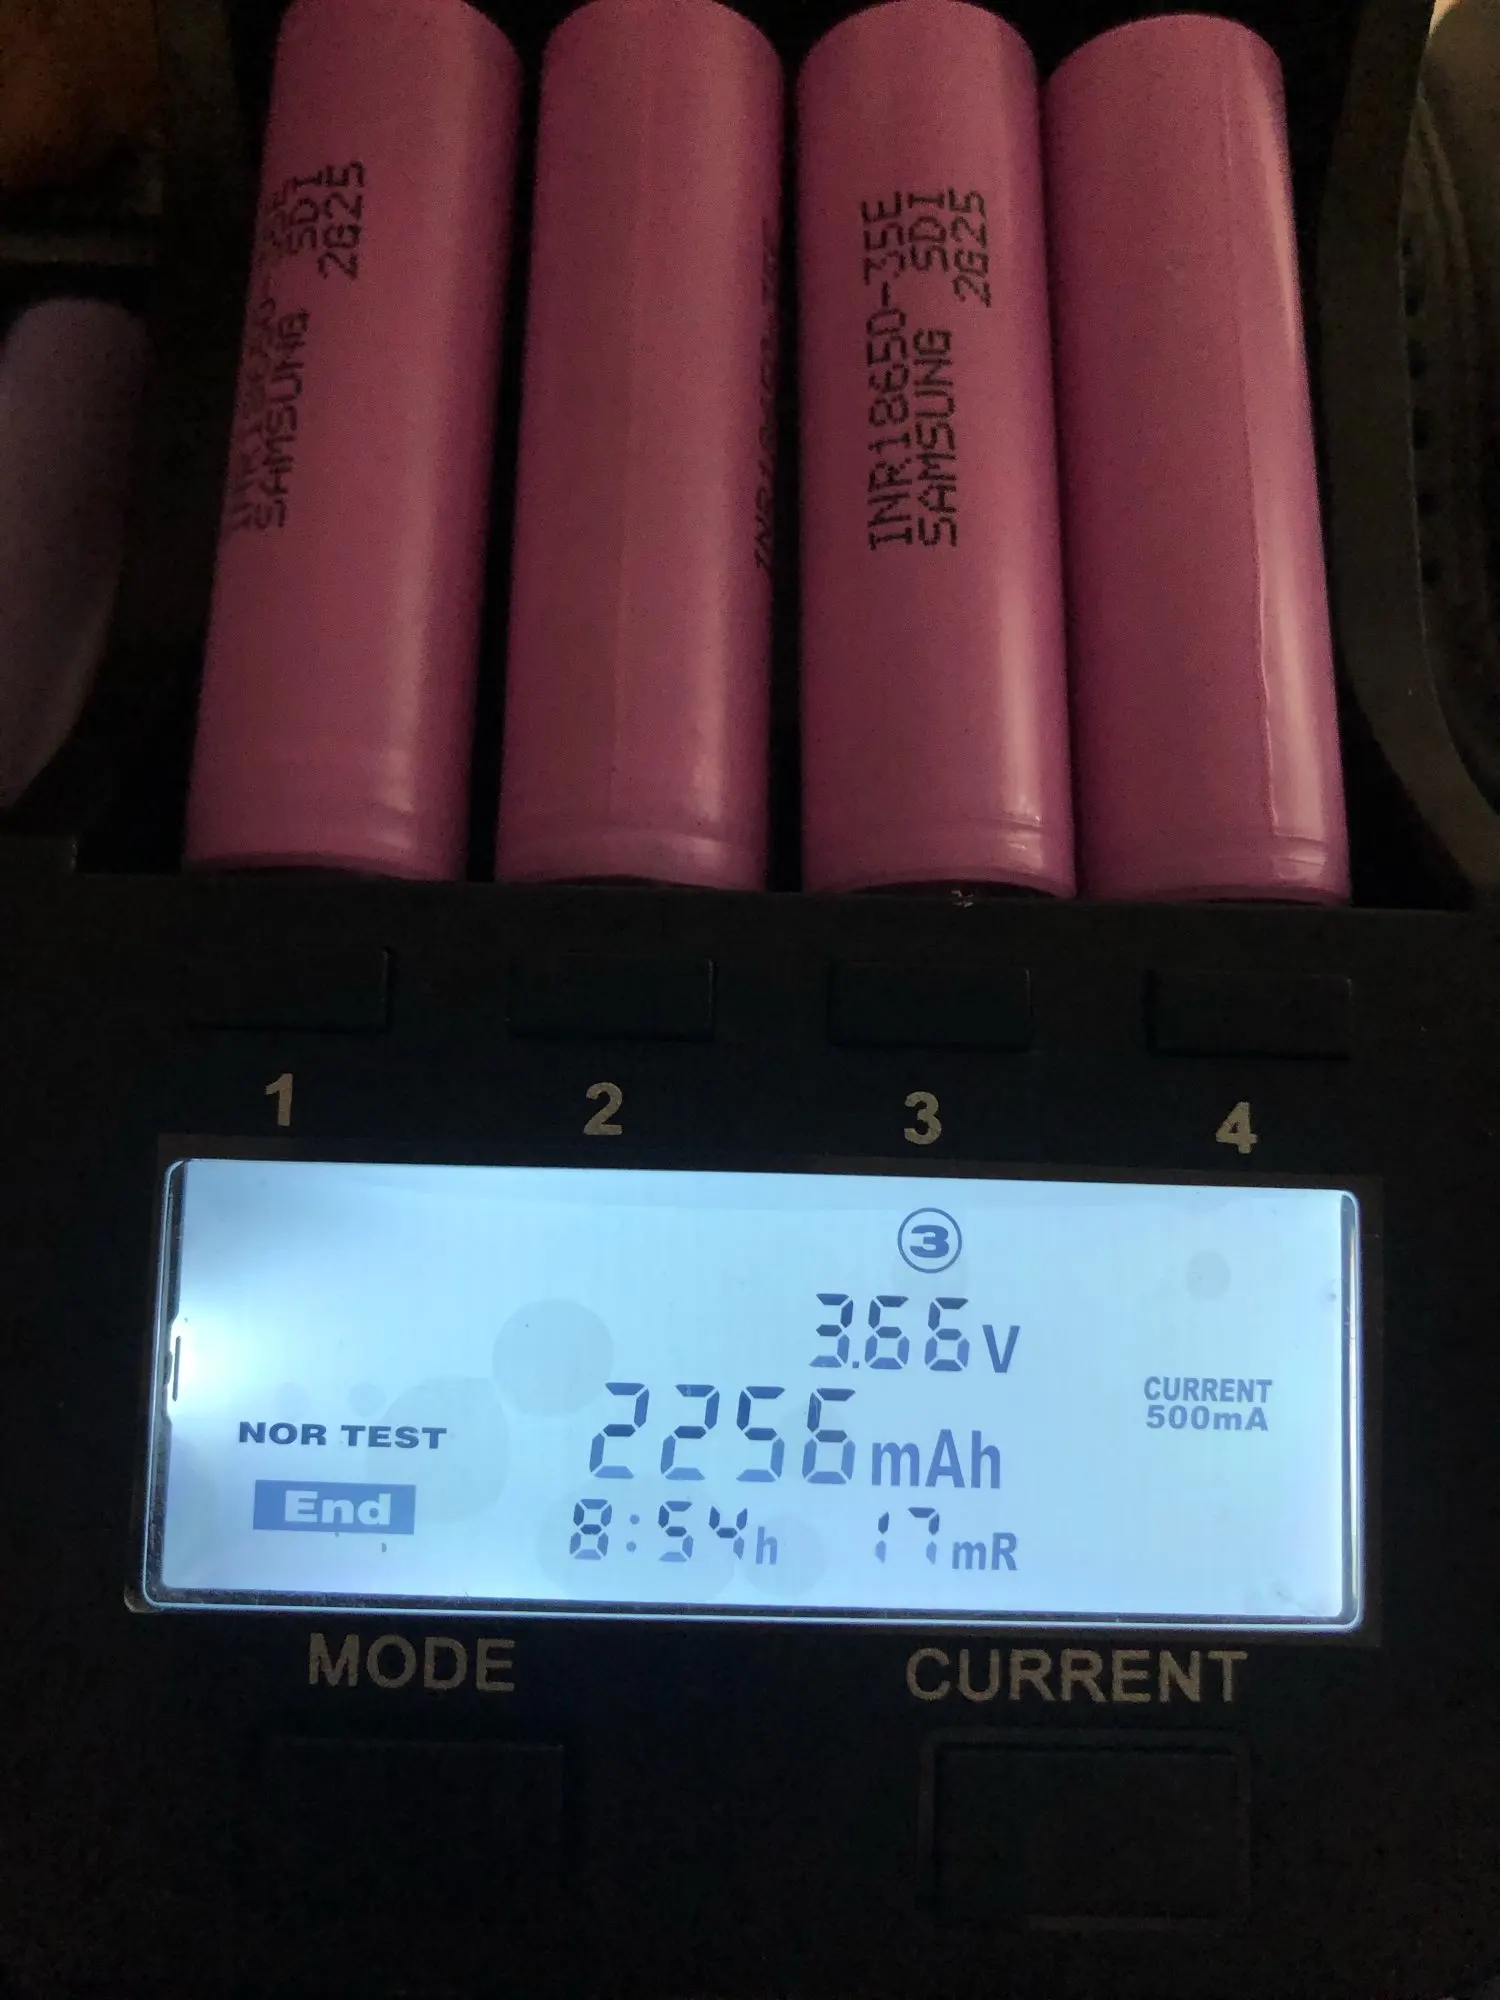 SDI
SAMSUNG 2G25
INR18650-35E
SAMSUNG SDI
2G25
1 2 3 4
3
3.66V
2256mAh
CURRENT
500mA
NOR TEST
End
8:54h 17mR
MODE CURRENT